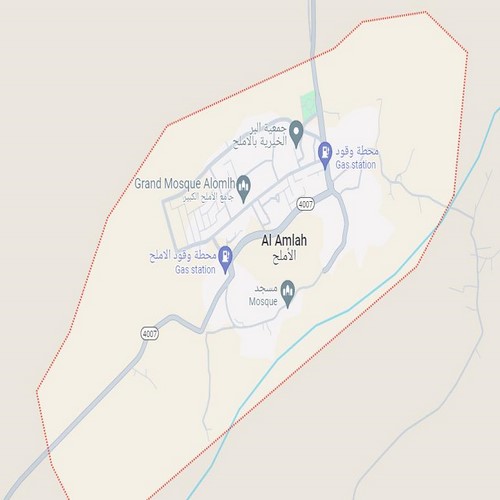 جمعية البر
الخيرية بالأملح
محطة وقود
Gas station
Grand Mosque Alomlh
جامع الأملح الكبير
4007
Al Amlah
الأملح
محطة وقود الاملاح
Gas station
مسجد
Mosque
4007